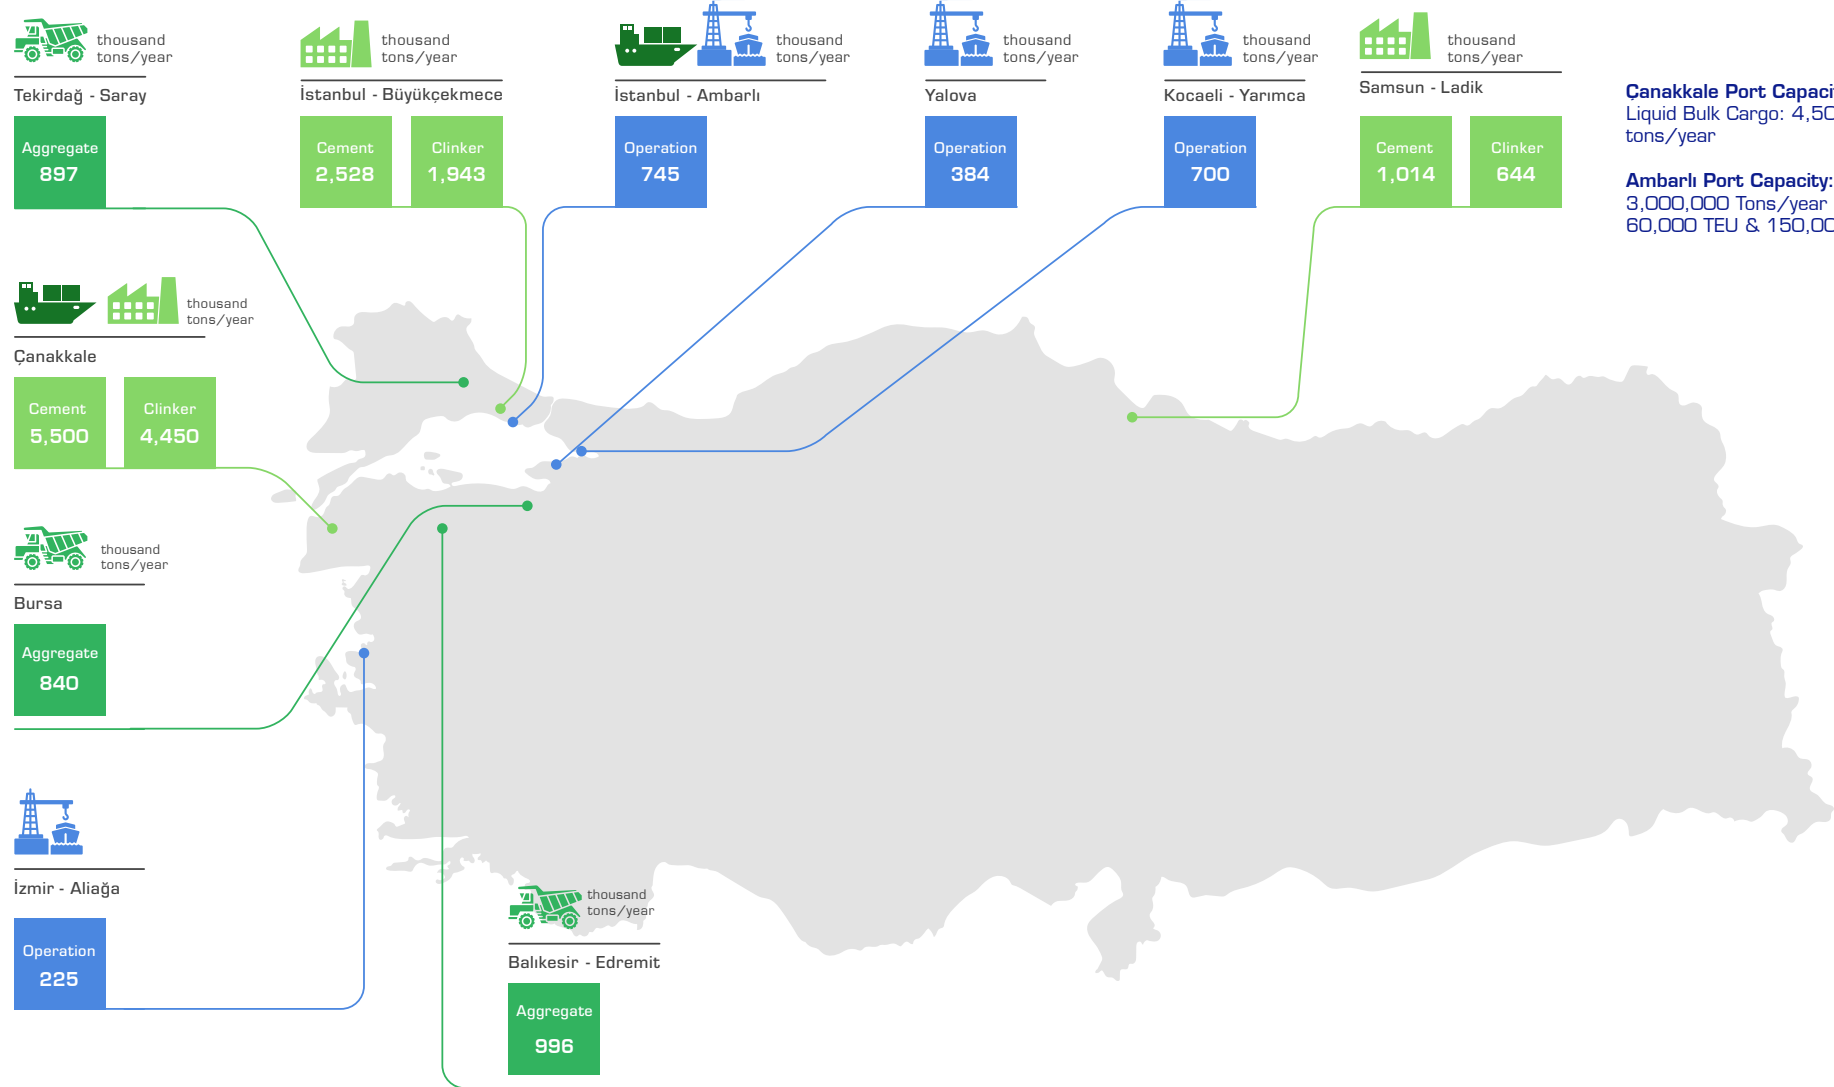 thousand
tons/year
Tekirdağ - Saray
Aggregate
897
thousand
tons/year
İstanbul - Büyükçekmece
Cement
2,528
Clinker
1,943
thousand
tons/year
İstanbul - Ambarlı
Operation
745
thousand
tons/year
Yalova
Operation
384
thousand
tons/year
Kocaeli - Yarımca
Operation
700
thousand
tons/year
Samsun - Ladik
Cement
1,014
Clinker
644
Çanakkale Port
Liquid Bulk Cargo:
tons/year
Ambarlı Port Capacity:
3,000,000 Tons/year
60,000 TEU &
thousand
tons/year
Çanakkale
Cement
5,500
Clinker
4,450
thousand
tons/year
Bursa
Aggregate
840
İzmir - Aliağa
Operation
225
thousand
tons/year
Balıkesir - Edremit
Aggregate
996